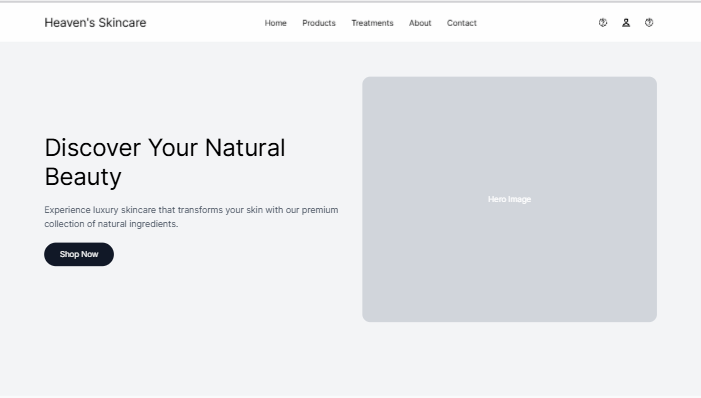 Heaven's Skincare
Home Products Treatments About Contact
Discover Your Natural
Beauty
Experience luxury skincare that transforms your skin with our premium
collection of natural ingredients.
Shop Now
Hero Image